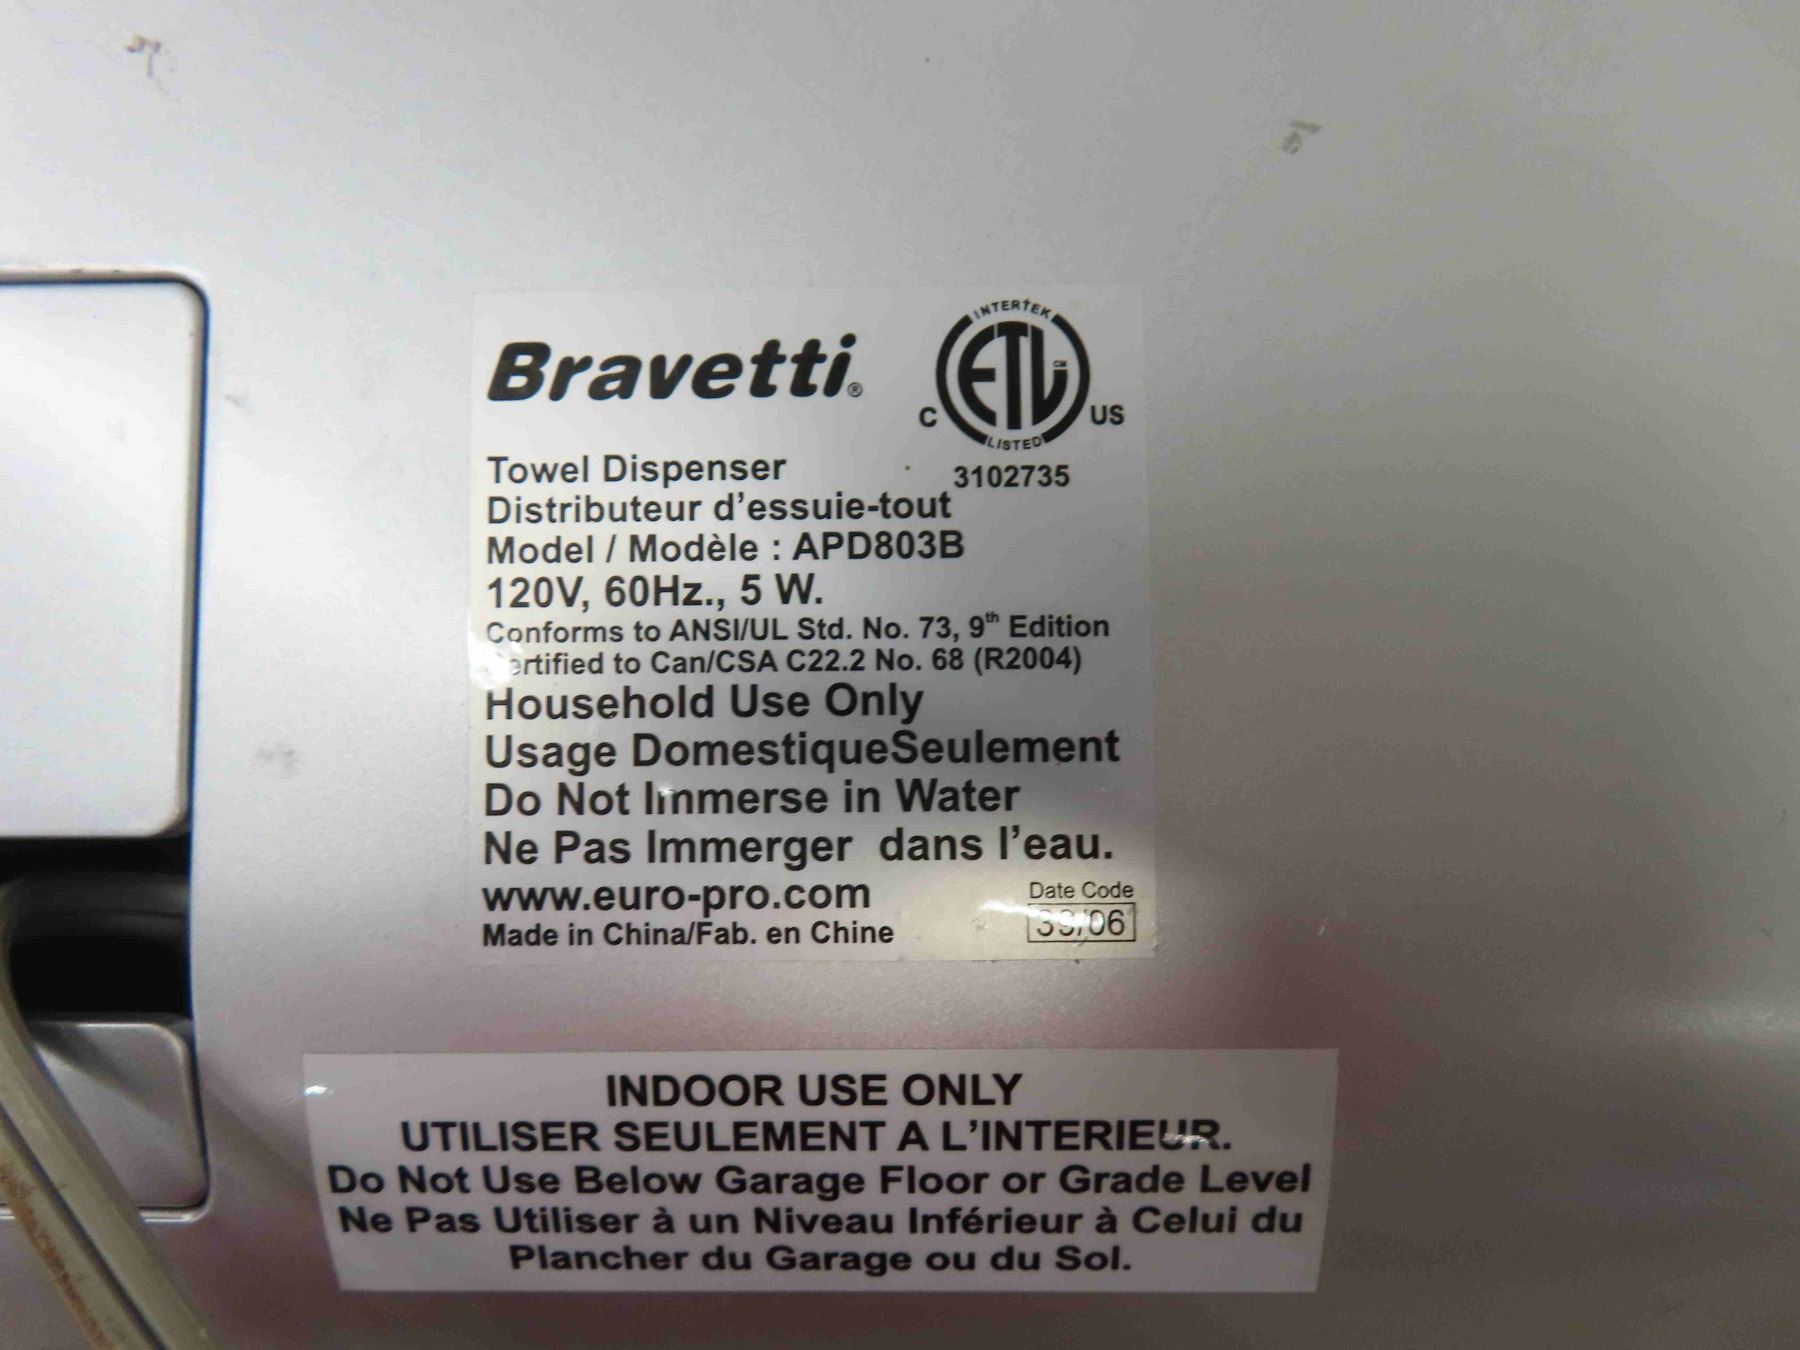 Bravetti®
INTERTEK
ETL CM
C US
LISTED
3102735
Towel Dispenser
Distributeur d'essuie-tout
Model / Modèle : APD803B
120V, 60Hz., 5 W.
Conforms to ANSI/UL Std. No. 73, 9th Edition
ertified to Can/CSA C22.2 No. 68 (R2004)
Household Use Only
Usage DomestiqueSeulement
Do Not Immerse in Water
Ne Pas Immerger dans l'eau.
www.euro-pro.com
Made in China/Fab. en Chine
Date Code
INDOOR USE ONLY
UTILISER SEULEMENT A L'INTERIEUR.
Do Not Use Below Garage Floor or Grade Level
Ne Pas Utiliser à un Niveau Inférieur à Celui du
Plancher du Garage ou du Sol.